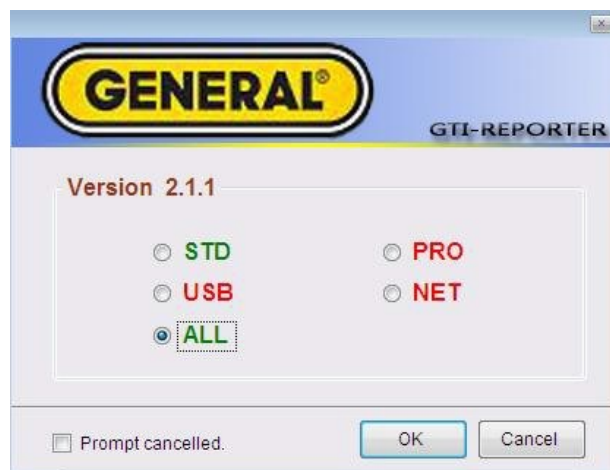 GENERAL®
GTI-REPORTER
Version 2.1.1
STD PRO
USB NET
ALL
Prompt cancelled. OK Cancel